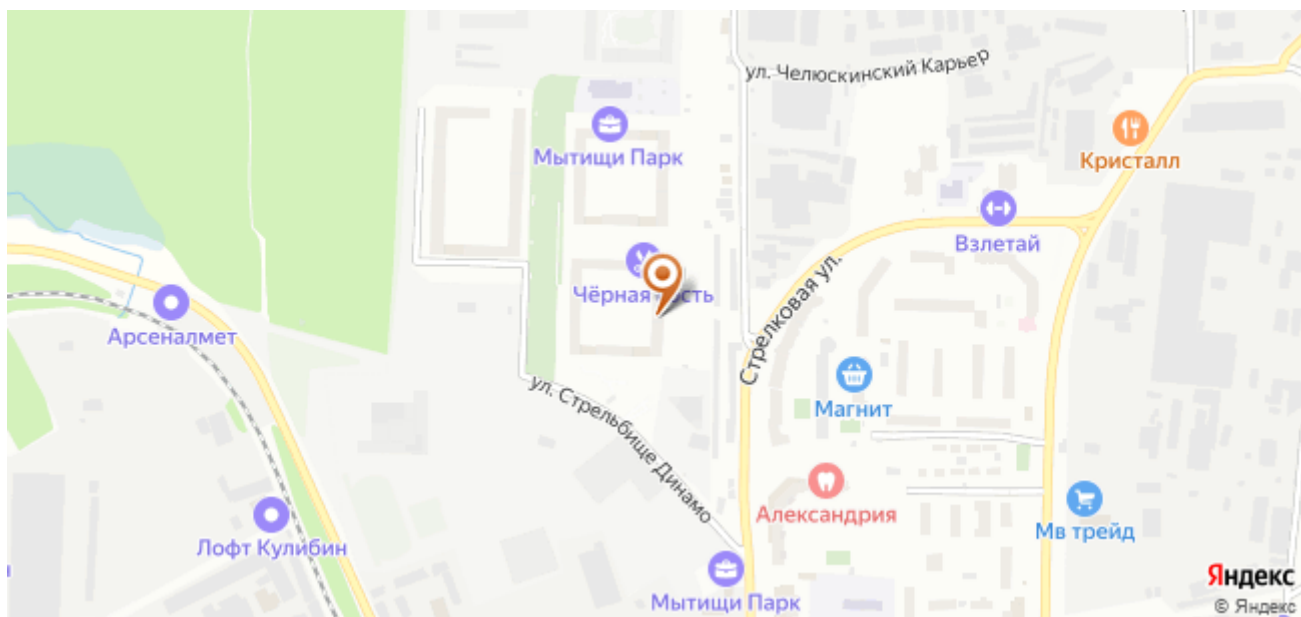 ул. Челюскинский Карьер
Мытищи Парк
Кристалл
Взлетай
Чёрная
Арсеналмет
Стрелковая ул.
Магнит
ул. Стрельбище Динамо
Александрия
Мв трейд
Лофт Кулибин
Мытищи Парк
Яндекс
© Яндекс